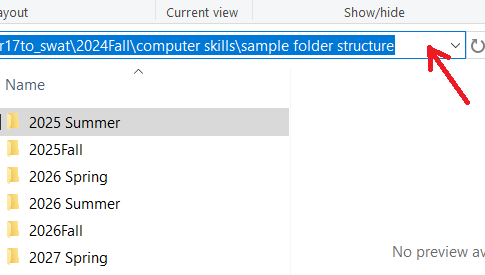 ayout Current view Show/hide
r17to_swat\2024Fall\computer skills\sample folder structure
Name
2025 Summer
2025Fall
2026 Spring
2026 Summer
2026Fall
2027 Spring
No preview av